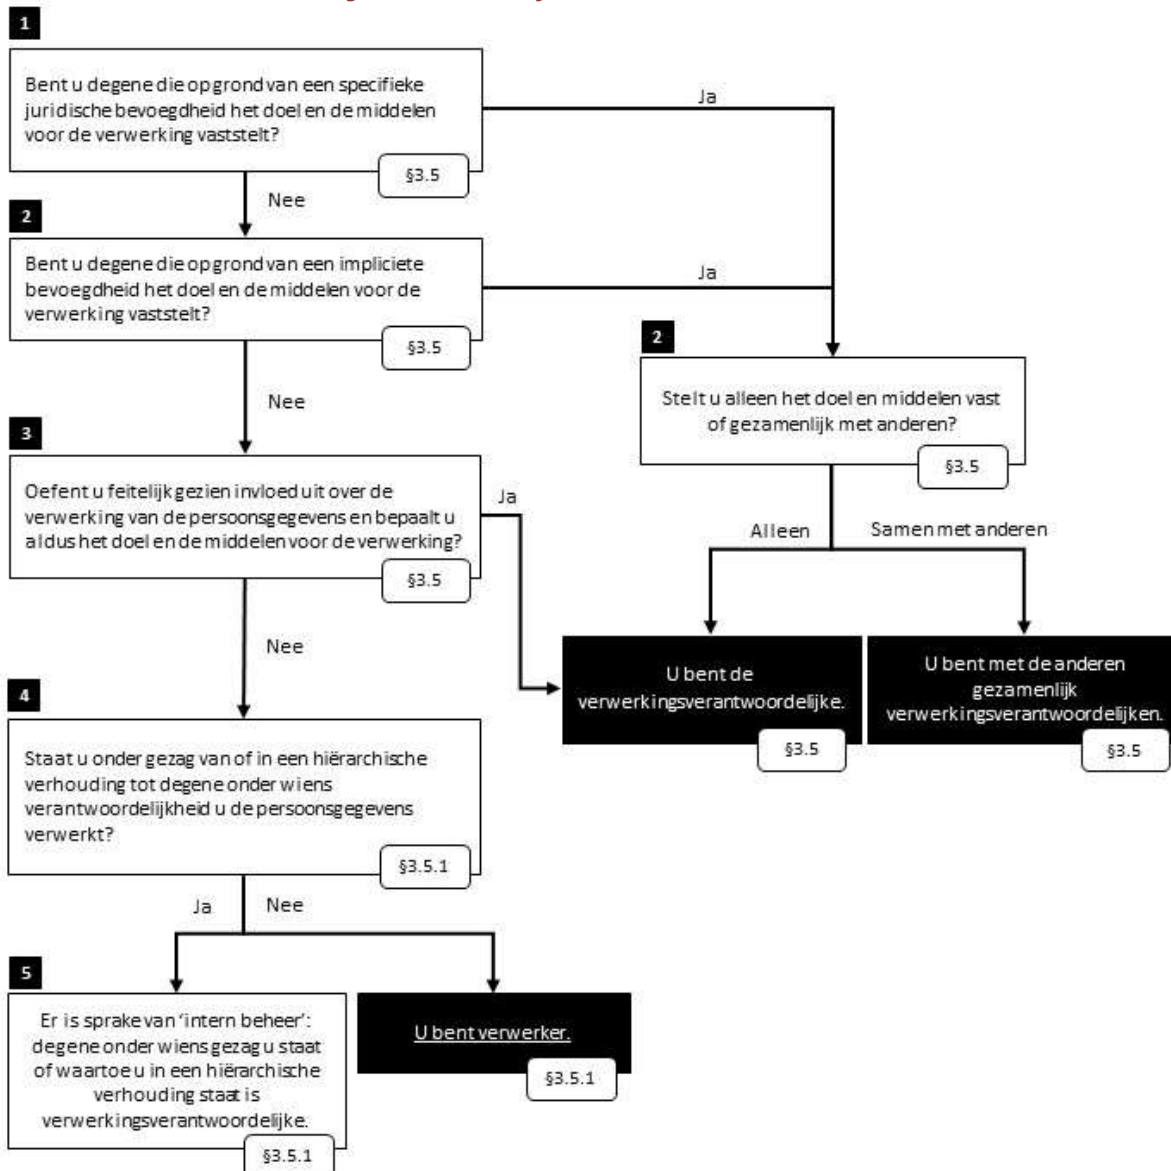 1
Bent u degene die op grond van een specifieke
juridische bevoegdheid het doel en de middelen
voor de verwerking vaststelt?
§3.5
Ja
Nee
2
Bent u degene die op grond van een impliciete
bevoegdheid het doel en de middelen voor de
verwerking vaststelt?
§3.5
Ja
Nee
2
Stelt u alleen het doel en middelen vast
of gezamenlijk met anderen?
§3.5
Alleen
Samen met anderen
3
Oefent u feitelijk gezien invloed uit over de
verwerking van de persoonsgegevens en bepaalt u
aldus het doel en de middelen voor de verwerking?
§3.5
Ja
Nee
U bent de
verwerkingsverantwoordelijke.
§3.5
U bent met de anderen
gezamenlijk
verwerkingsverantwoordelijken.
§3.5
4
Staat u onder gezag van of in een hiërarchische
verhouding tot degene onder wiens
verantwoordelijkheid u de persoonsgegevens
verwerkt?
§3.5.1
Ja
Nee
5
Er is sprake van ‘intern beheer’:
degene onder wiens gezag u staat
of waartoe u in een hiërarchische
verhouding staat is
verwerkingsverantwoordelijke.
§3.5.1
U bent verwerker.
§3.5.1